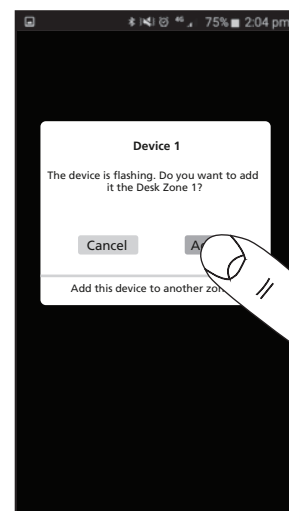 4G 75% 2:04 pm
Device 1
The device is flashing. Do you want to add
it the Desk Zone 1?
Cancel
Add this device to another